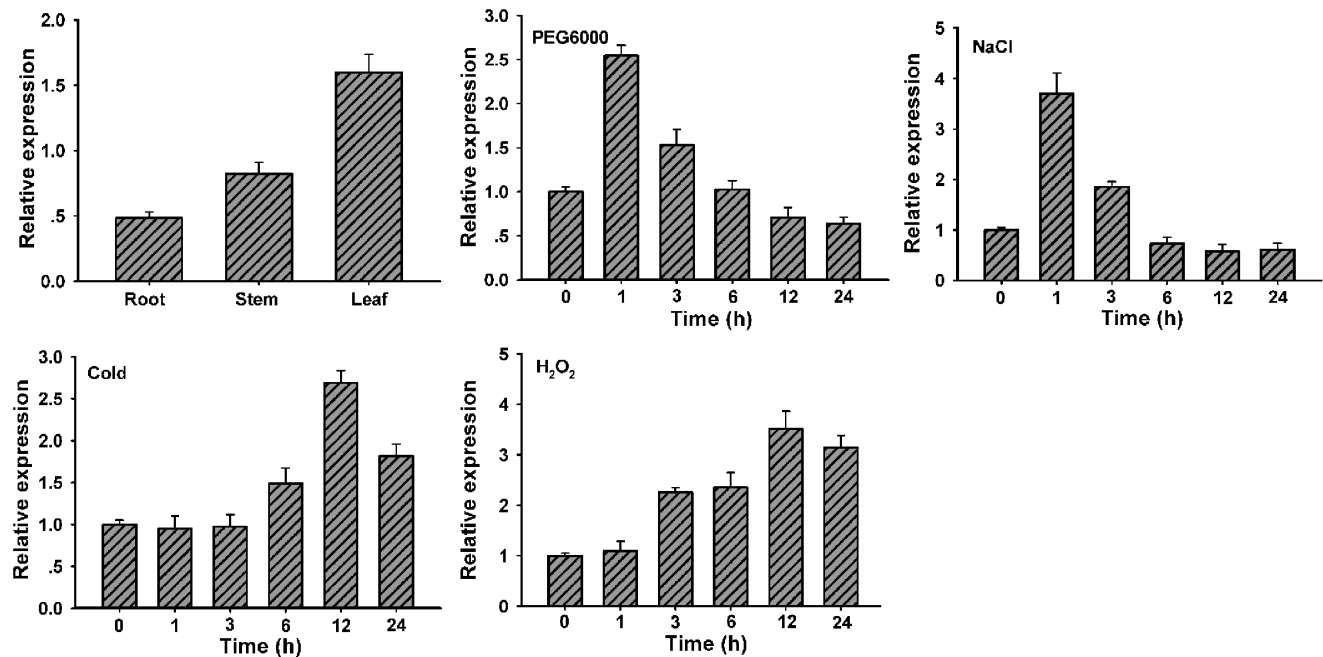 Relative expression
2.0
1.5
1.0
.5
0.0
Root Stem Leaf
PEG6000
Relative expression
3.0
2.5
2.0
1.5
1.0
.5
0.0
0 1 3 6 12 24
Time (h)
NaCl
Relative expression
5
4
3
2
1
0
0 1 3 6 12 24
Time (h)
Cold
Relative expression
3.0
2.5
2.0
1.5
1.0
.5
0.0
0 1 3 6 12 24
Time (h)
H₂O₂
Relative expression
5
4
3
2
1
0
0 1 3 6 12 24
Time (h)